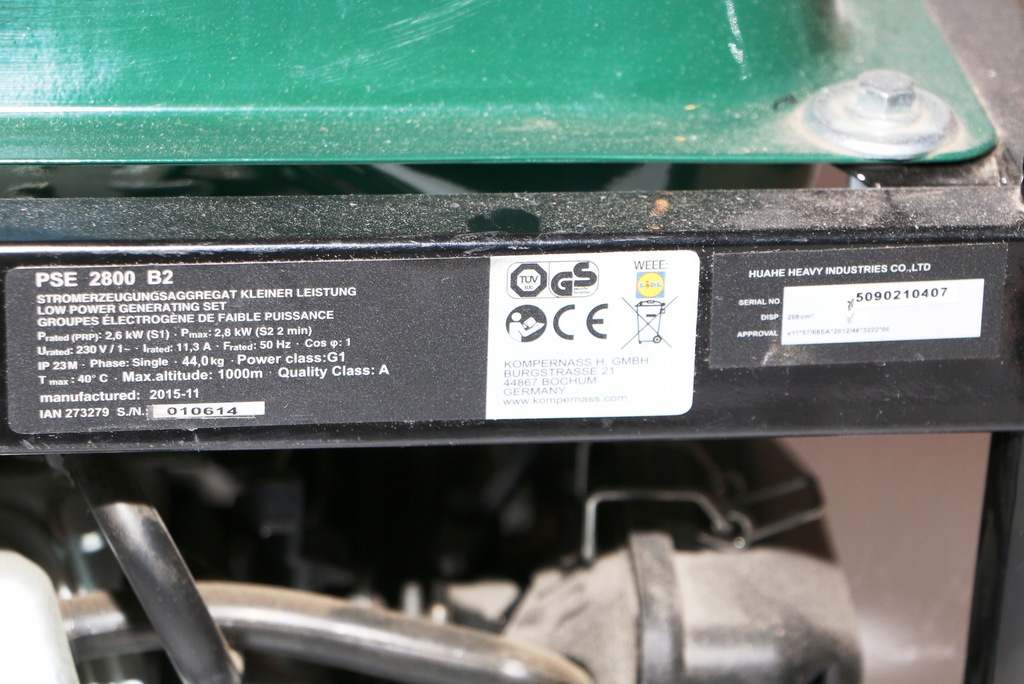 PSE 2800 B2
STROMERZEUGUNGSAGGREGAT KLEINER LEISTUNG
LOW POWER GENERATING SET
GROUPES ÉLECTROGÈNE DE FAIBLE PUISSANCE
Prated (PRP): 2,6 kW (S1) · Pmax: 2,8 kW (S2 2 min)
Urated: 230 V / 1~ · Irated: 11,3 A · Frated: 50 Hz · Cos φ: 1
IP 23M · Phase: Single · 44,0kg · Power class:G1
T max : 40° C · Max.altitude: 1000m · Quality Class: A
manufactured: 2015-11
IAN 273279 S/N.: 010614
TÜV
SÜD
GS
WEEE:
LIDL
CE
KOMPERNASS H. GMBH
BURGSTRASSE 21
44867 BOCHUM
GERMANY
www.kompernass.com
HUAHE HEAVY INDUSTRIES CO.,LTD
SERIAL NO 5090210407
DISP 208cm³
APPROVAL